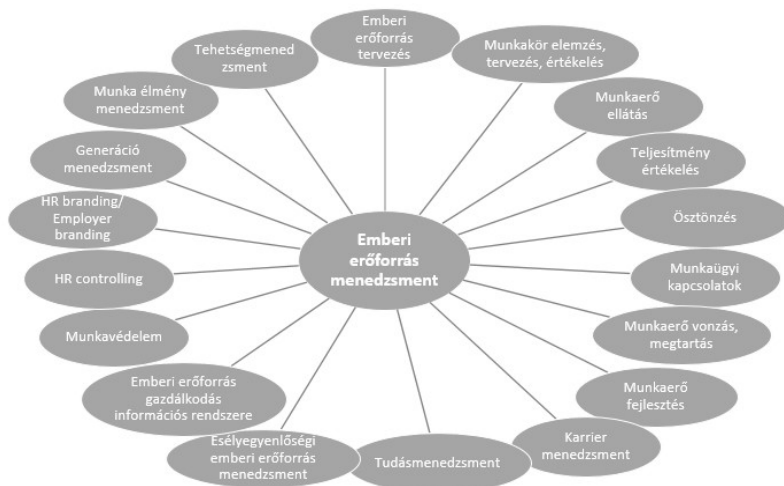 Emberi
erőforrás
tervezés
Munkakör elemzés,
tervezés, értékelés
Munkaerő
ellátás
Teljesítmény
értékelés
Ösztönzés
Munkaügyi
kapcsolatok
Munkaerő vonzás,
megtartás
Munkaerő
fejlesztés
Karrier
menedzsment
Tudásmenedzsment
Esélyegyenlőségi
emberi erőforrás
menedzsment
Emberi erőforrás
gazdálkodás
információs rendszere
Munkavédelem
HR controlling
HR branding/
Employer
branding
Generáció
menedzsment
Munka élmény
menedzsment
Tehetségmened
zsment
Emberi
erőforrás
menedzsment